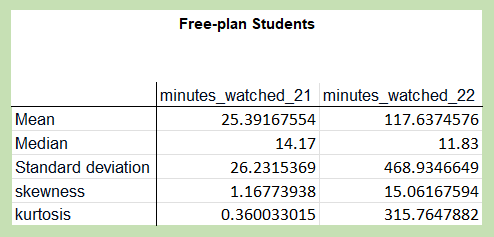 Free-plan Students
minutes_watched_21 minutes_watched_22
Mean 25.39167554 117.6374576
Median 14.17 11.83
Standard deviation 26.2315369 468.9346649
skewness 1.16773938 15.06167594
kurtosis 0.360033015 315.7647882